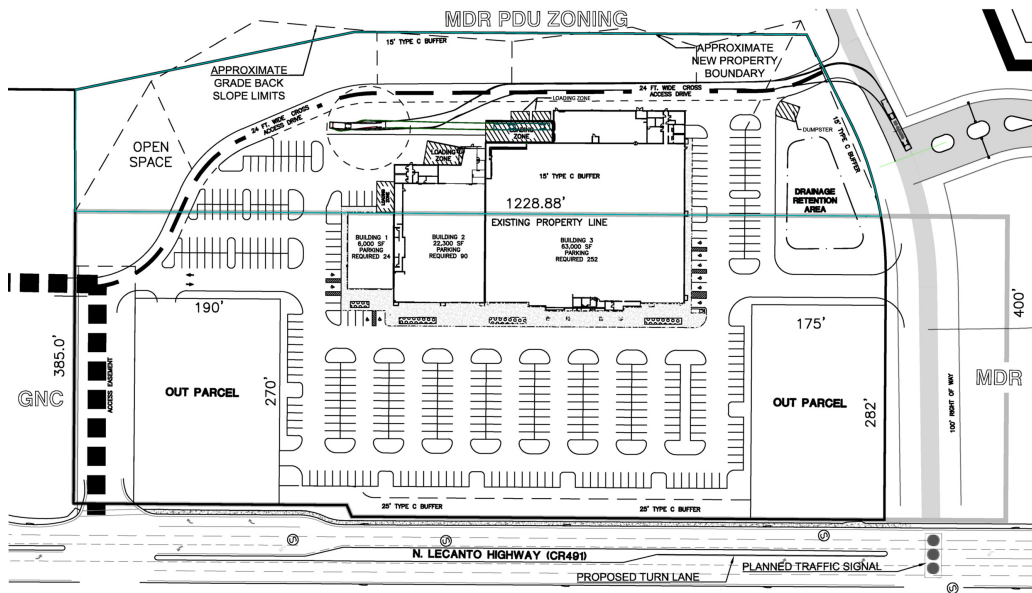 MDR PDU ZONING
15' TYPE C BUFFER
APPROXIMATE
GRADE BACK
SLOPE LIMITS
APPROXIMATE
NEW PROPERTY
BOUNDARY
24 FT. WIDE CROSS
ACCESS DRIVE
24 FT. WIDE CROSS
ACCESS DRIVE
LOADING ZONE
LOADING
ZONE
LOADING
ZONE
LOADING
ZONE
DUMPSTER
15' TYPE C BUFFER
OPEN
SPACE
15' TYPE C BUFFER
DRAINAGE
RETENTION
AREA
1228.88'
EXISTING PROPERTY LINE
BUILDING 1
6,000 SF
PARKING
REQUIRED 24
BUILDING 2
22,300 SF
PARKING
REQUIRED 90
BUILDING 3
63,000 SF
PARKING
REQUIRED 252
190'
175'
400'
385.0'
GNC
ACCESS EASEMENT
OUT PARCEL
270'
OUT PARCEL
282'
100' RIGHT OF WAY
MDR
25' TYPE C BUFFER
25' TYPE C BUFFER
S
S
S
S
N. LECANTO HIGHWAY (CR491)
PROPOSED TURN LANE
PLANNED TRAFFIC SIGNAL